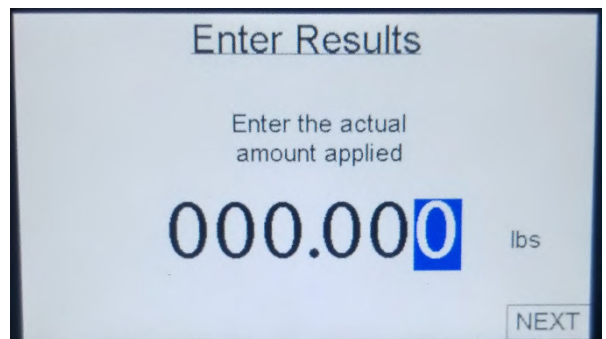 Enter Results
Enter the actual
amount applied
000.000 lbs
NEXT